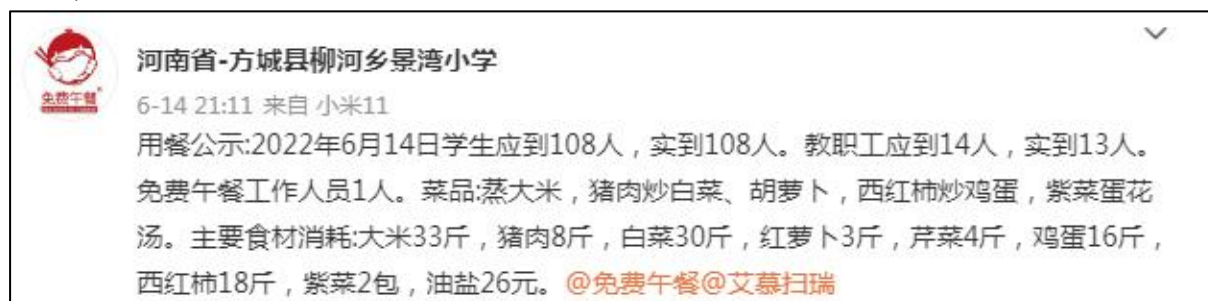 河南省-方城县柳河乡景湾小学
免费午餐
6-14 21:11 来自 小米11
用餐公示:2022年6月14日学生应到108人，实到108人。教职工应到14人，实到13人。
免费午餐工作人员1人。菜品:蒸大米，猪肉炒白菜、胡萝卜，西红柿炒鸡蛋，紫菜蛋花
汤。主要食材消耗:大米33斤，猪肉8斤，白菜30斤，红萝卜3斤，芹菜4斤，鸡蛋16斤，
西红柿18斤，紫菜2包，油盐26元。@免费午餐@艾慕扫瑞